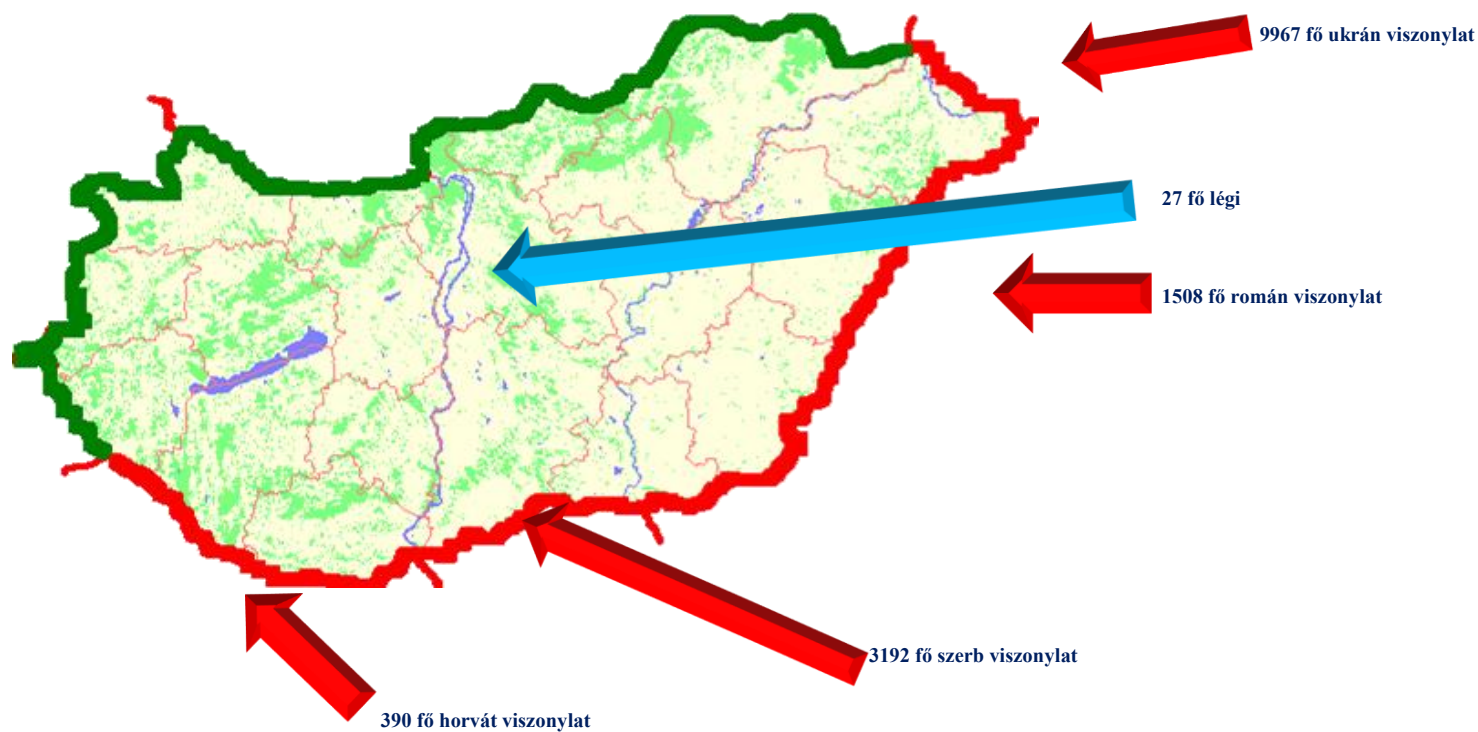 9967 fő ukrán viszonylat
27 fő légi
1508 fő román viszonylat
3192 fő szerb viszonylat
390 fő horvát viszonylat